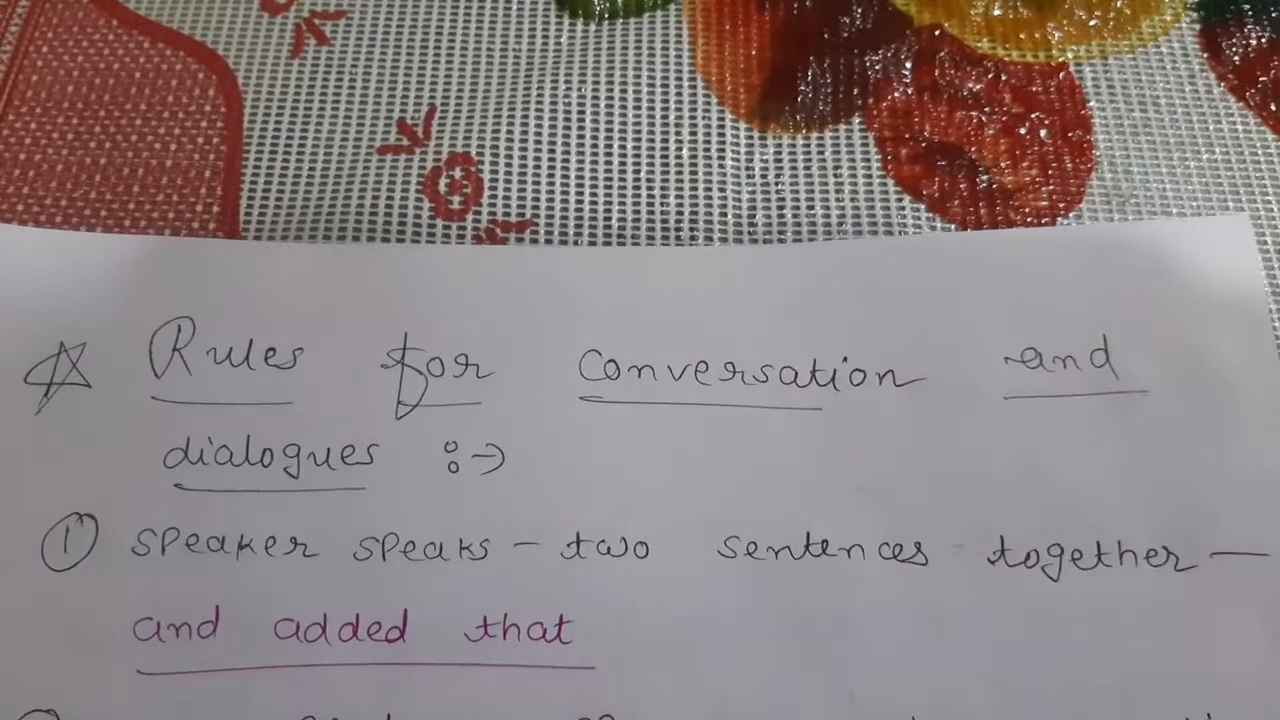 ☆ Rules for conversation and
dialogues :→
① speaker speaks - two sentences together —
and added that